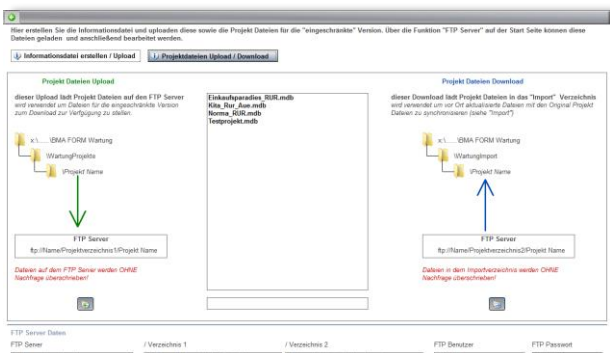 Hier erstellen Sie die Informationsdatei und uploaden diese sowie die Projekt Dateien für die "eingeschränkte" Version. Über die Funktion "FTP Server" auf der Start Seite können diese
Dateien geladen und anschließend bearbeitet werden.
Informationsdatei erstellen / Upload
Projektdateien Upload / Download
Projekt Dateien Upload
dieser Upload lädt Projekt Dateien auf den FTP Server
wird verwendet um Dateien für die eingeschränkte Version
zum Download zur Verfügung zu stellen.
x:\...... \BMA FORM Wartung
\WartungProjekte
\Projekt Name
FTP Server
ftp://Name/Projektverzeichnis1/Projekt Name
Dateien auf dem FTP Server werden OHNE
Nachfrage überschrieben!
Einkaufsparadies_RUR.mdb
Kita_Rur_Aue.mdb
Norma_RUR.mdb
Testprojekt.mdb
Projekt Dateien Download
dieser Download lädt Projekt Dateien in das "Import" Verzeichnis
wird verwendet um vor Ort aktualisierte Dateien mit den Original Projekt
Dateien zu synchronisieren (siehe "Import")
x:\...... \BMA FORM Wartung
\WartungImport
\Projekt Name
FTP Server
ftp://Name/Projektverzeichnis2/Projekt Name
Dateien in dem Importverzeichnis werden OHNE
Nachfrage überschrieben!
FTP Server Daten
FTP Server
/ Verzeichnis 1
/ Verzeichnis 2
FTP Benutzer
FTP Passwort